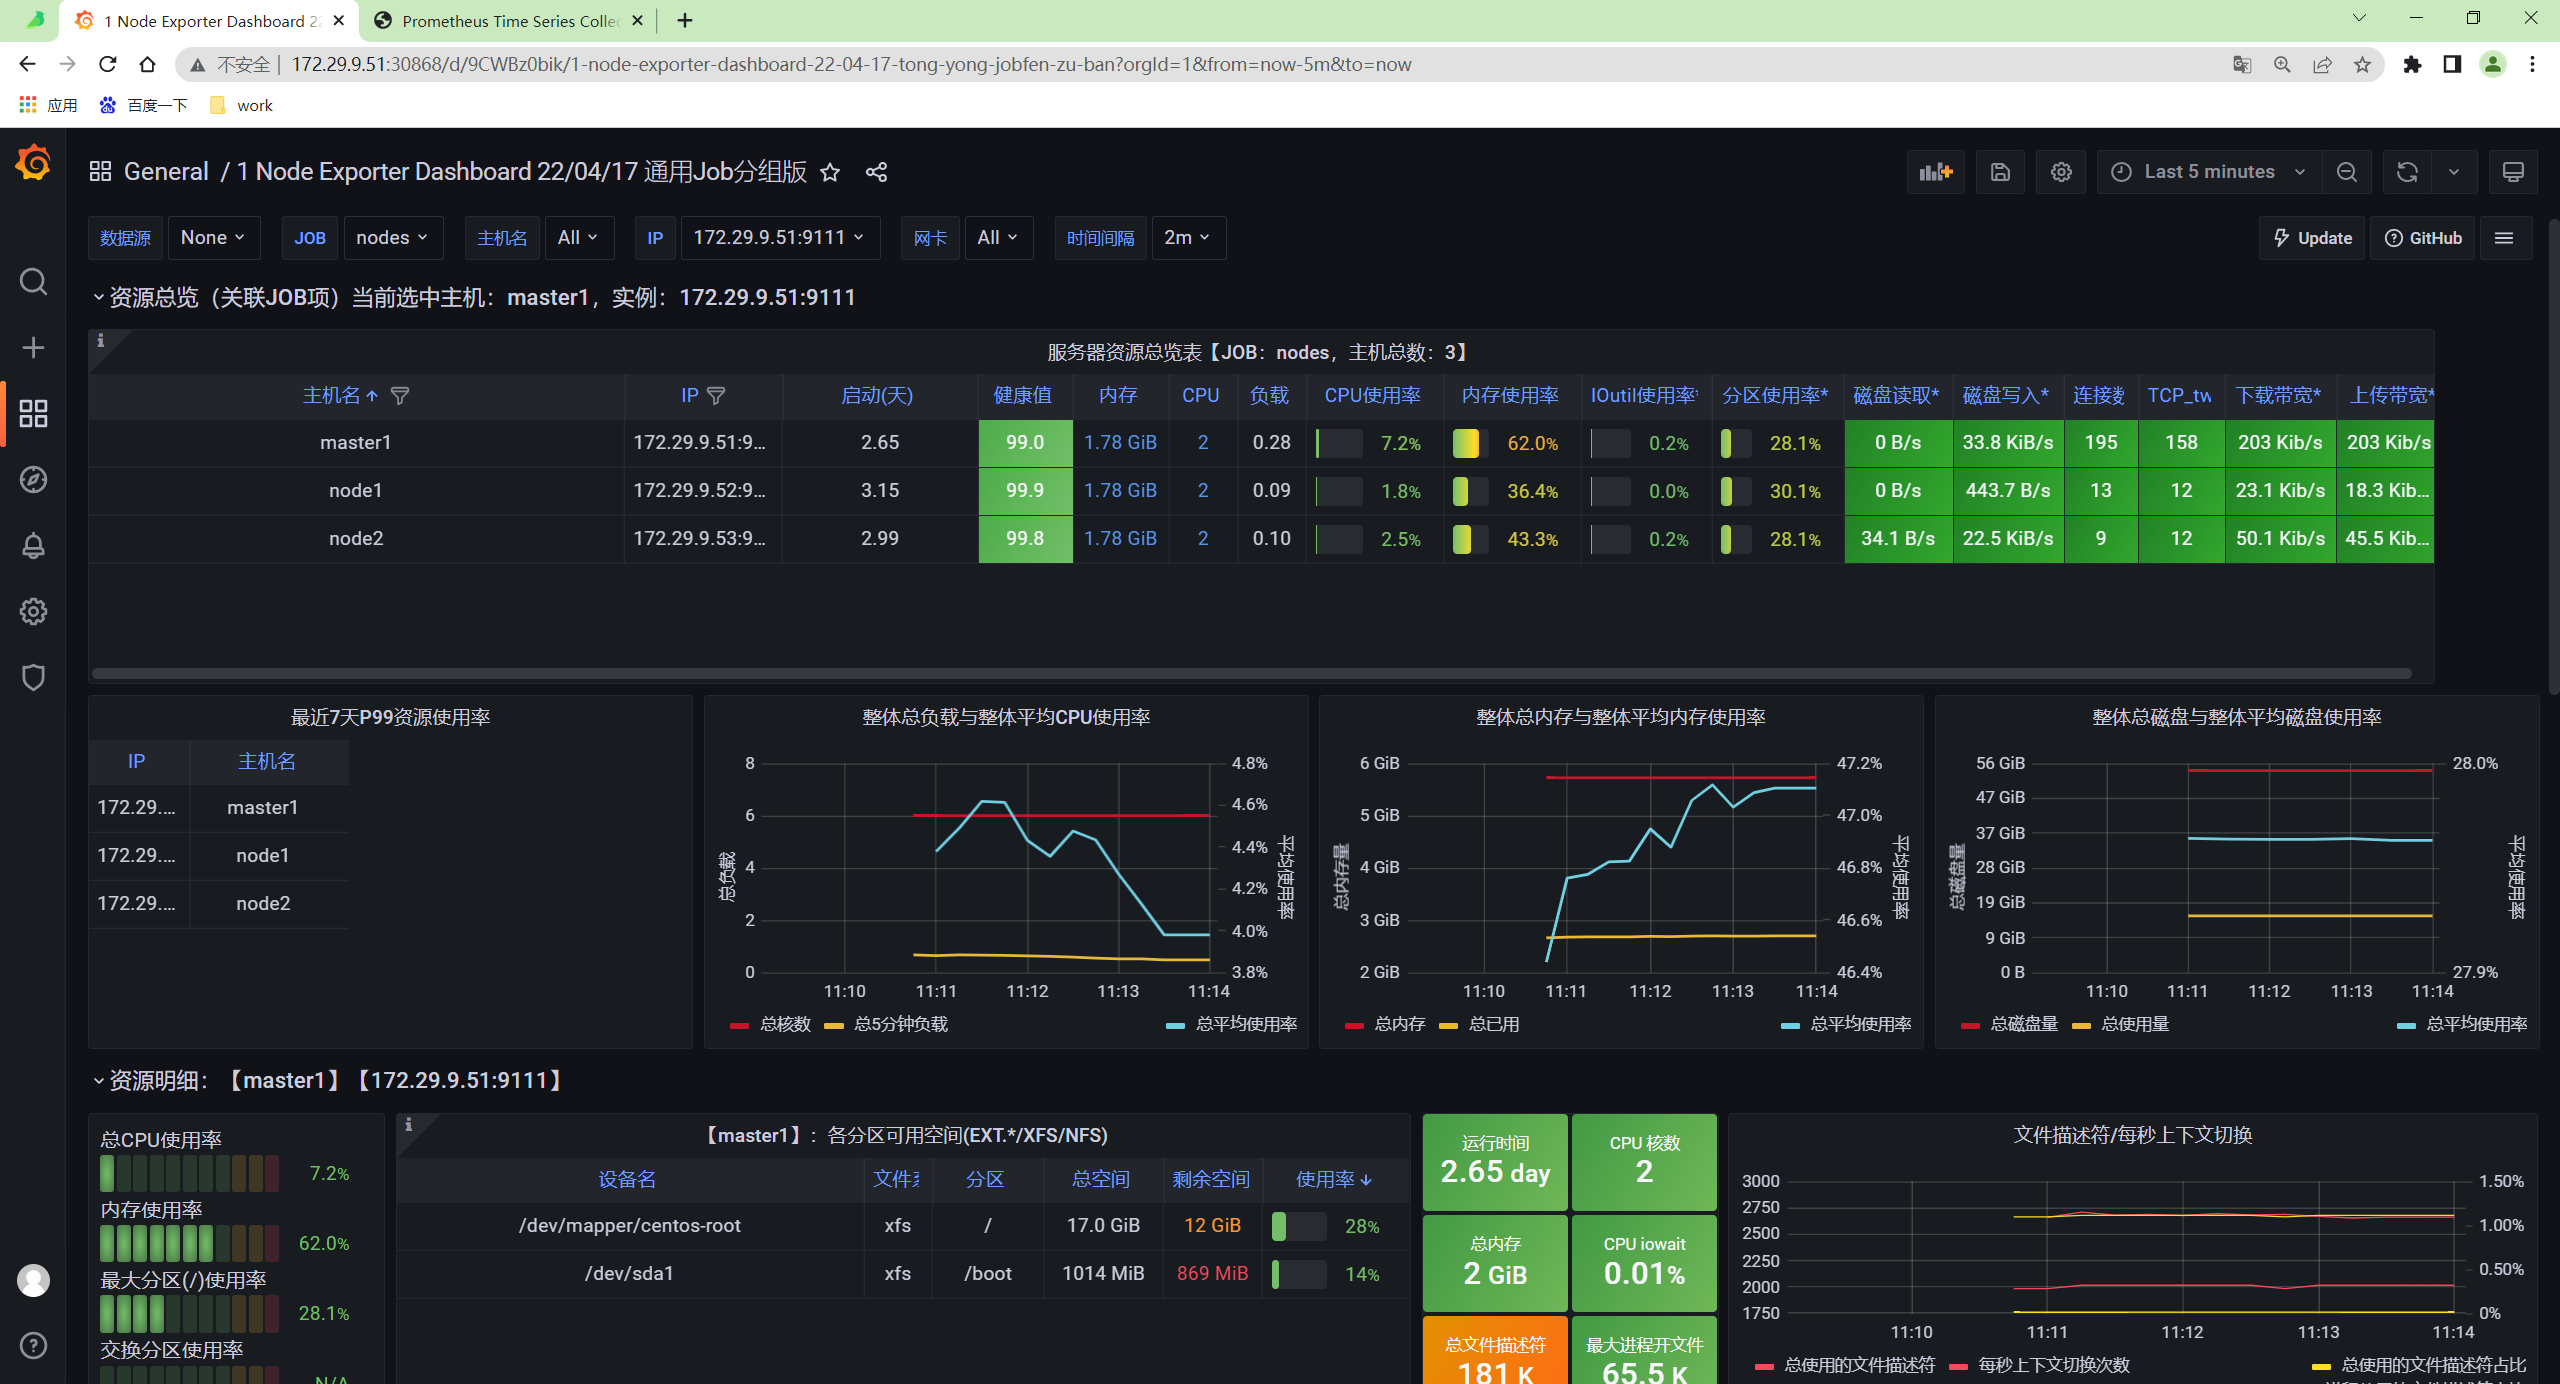 1 Node Exporter Dashboard 22
Prometheus Time Series Collec
不安全 | 172.29.9.51:30868/d/9CWBz0bik/1-node-exporter-dashboard-22-04-17-tong-yong-jobfen-zu-ban?orgId=1&from=now-5m&to=now
应用 百度一下 work
General / 1 Node Exporter Dashboard 22/04/17 通用Job分组版
Last 5 minutes
数据源 None JOB nodes 主机名 All IP 172.29.9.51:9111 网卡 All 时间间隔 2m Update GitHub
资源总览（关联JOB项）当前选中主机：master1，实例：172.29.9.51:9111
服务器资源总览表【JOB：nodes，主机总数：3】
主机名 IP 启动(天) 健康值 内存 CPU 负载 CPU使用率 内存使用率 IOutil使用率* 分区使用率* 磁盘读取* 磁盘写入* 连接数 TCP_tw 下载带宽* 上传带宽*
master1 172.29.9.51:9... 2.65 99.0 1.78 GiB 2 0.28 7.2% 62.0% 0.2% 28.1% 0 B/s 33.8 KiB/s 195 158 203 Kib/s 203 Kib/s
node1 172.29.9.52:9... 3.15 99.9 1.78 GiB 2 0.09 1.8% 36.4% 0.0% 30.1% 0 B/s 443.7 B/s 13 12 23.1 Kib/s 18.3 Kib...
node2 172.29.9.53:9... 2.99 99.8 1.78 GiB 2 0.10 2.5% 43.3% 0.2% 28.1% 34.1 B/s 22.5 KiB/s 9 12 50.1 Kib/s 45.5 Kib...
最近7天P99资源使用率
IP 主机名
172.29.... master1
172.29.... node1
172.29.... node2
整体总负载与整体平均CPU使用率
8
6
4
2
0
总负载
4.8%
4.6%
4.4%
4.2%
4.0%
3.8%
平均使用率
11:10 11:11 11:12 11:13 11:14
总核数 总5分钟负载 总平均使用率
整体总内存与整体平均内存使用率
6 GiB
5 GiB
4 GiB
3 GiB
2 GiB
总内存量
47.2%
47.0%
46.8%
46.6%
46.4%
平均使用率
11:10 11:11 11:12 11:13 11:14
总内存 总已用 总平均使用率
整体总磁盘与整体平均磁盘使用率
56 GiB
47 GiB
37 GiB
28 GiB
19 GiB
9 GiB
0 B
总磁盘量
28.0%
27.9%
平均使用率
11:10 11:11 11:12 11:13 11:14
总磁盘量 总使用量 总平均使用率
资源明细：【master1】【172.29.9.51:9111】
总CPU使用率
7.2%
内存使用率
62.0%
最大分区(/)使用率
28.1%
交换分区使用率
N/A
【master1】：各分区可用空间(EXT.*/XFS/NFS)
设备名 文件系 分区 总空间 剩余空间 使用率
/dev/mapper/centos-root xfs / 17.0 GiB 12 GiB 28%
/dev/sda1 xfs /boot 1014 MiB 869 MiB 14%
运行时间
2.65 day
CPU 核数
2
总内存
2 GiB
CPU iowait
0.01%
总文件描述符
181 K
最大进程开文件
65.5 K
文件描述符/每秒上下文切换
3000
2750
2500
2250
2000
1750
1.50%
1.00%
0.50%
0%
11:10 11:11 11:12 11:13 11:14
总使用的文件描述符 每秒上下文切换次数 总使用的文件描述符占比